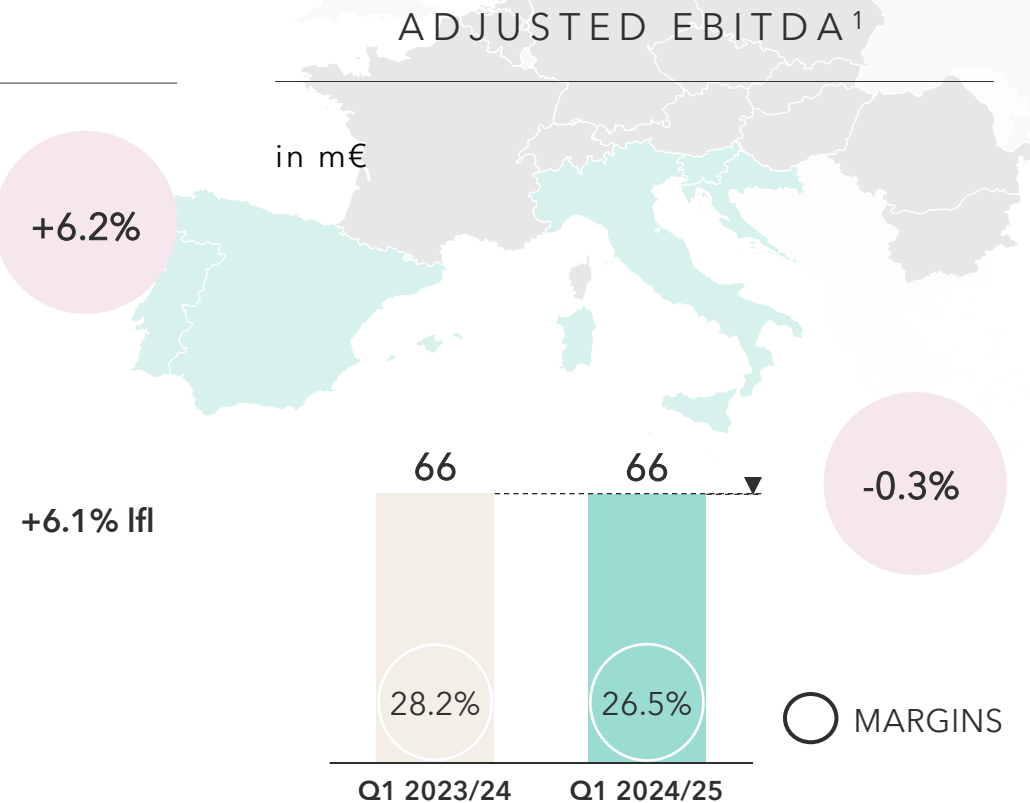 ADJUSTED EBITDA¹
in m€
+6.2%
+6.1% lfl
66
66
-0.3%
28.2%
26.5%
MARGINS
Q1 2023/24
Q1 2024/25